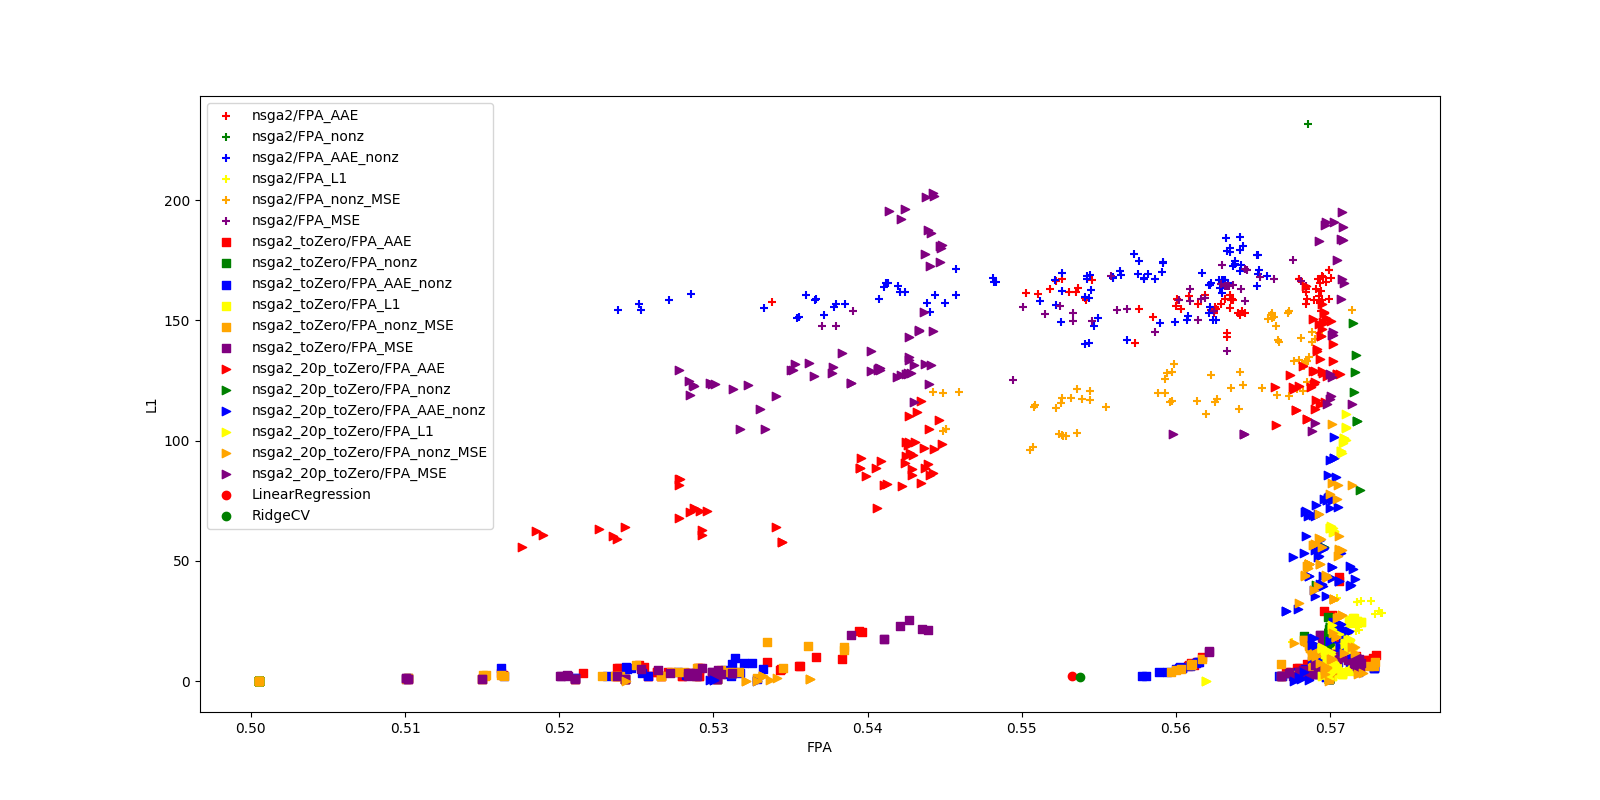 nsga2/FPA_AAE
nsga2/FPA_nonz
nsga2/FPA_AAE_nonz
nsga2/FPA_L1
nsga2/FPA_nonz_MSE
nsga2/FPA_MSE
nsga2_toZero/FPA_AAE
nsga2_toZero/FPA_nonz
nsga2_toZero/FPA_AAE_nonz
nsga2_toZero/FPA_L1
nsga2_toZero/FPA_nonz_MSE
nsga2_toZero/FPA_MSE
nsga2_20p_toZero/FPA_AAE
nsga2_20p_toZero/FPA_nonz
nsga2_20p_toZero/FPA_AAE_nonz
nsga2_20p_toZero/FPA_L1
nsga2_20p_toZero/FPA_nonz_MSE
nsga2_20p_toZero/FPA_MSE
LinearRegression
RidgeCV
200
150
100
50
0
L1
0.50 0.51 0.52 0.53 0.54 0.55 0.56 0.57
FPA